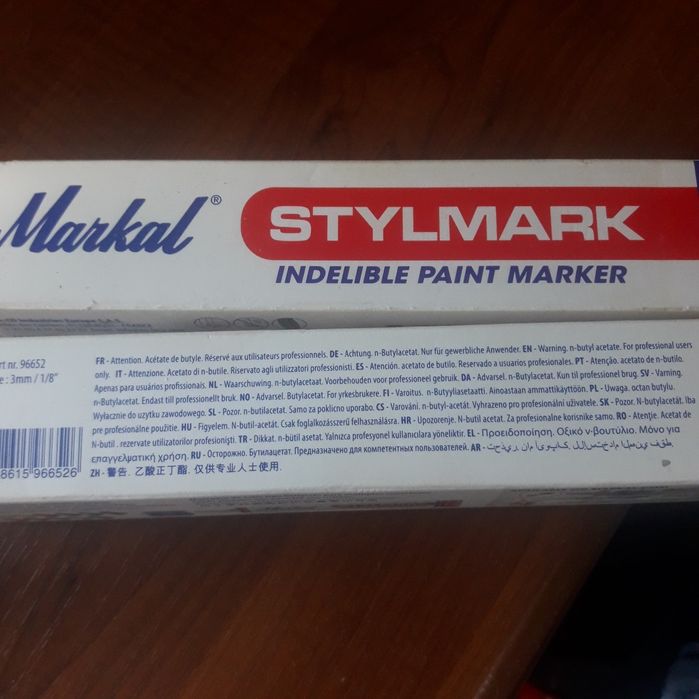 Markal® STYLMARK
INDELIBLE PAINT MARKER
rt nr. 96652
e : 3mm / 1/8"
8615 966526
FR - Attention. Acétate de butyle. Réservé aux utilisateurs professionnels. DE - Achtung. n-Butylacetat. Nur für gewerbliche Anwender. EN - Warning. n-butyl acetate. For professional users
only. IT - Attenzione. Acetato di n-butile. Riservato agli utilizzatori professionisti. ES - Atención. acetato de butilo. Reservado a usuarios profesionales. PT - Atenção. acetato de n-butilo.
Apenas para usuários profissionais. NL - Waarschuwing. n-butylacetaat. Voorbehouden voor professioneel gebruik. DA - Advarsel. n-Butylacetat. Kun til professionel brug. SV - Varning.
n-Butylacetat. Endast till professionellt bruk. NO - Advarsel. Butylacetat. For yrkesbrukere. FI - Varoitus. n-Butyyliasetaatti. Ainoastaan ammattikäyttöön. PL - Uwaga. octan butylu.
Wyłącznie do użytku zawodowego. SL - Pozor. n-butilacetat. Samo za poklicno uporabo. CS - Varování. n-butyl-acetát. Vyhrazeno pro profesionální uživatele. SK - Pozor. N-butylacetát. Iba
pre profesionálne použitie. HU - Figyelem. N-butil-acetát. Csak foglalkozásszerű felhasználásra. HR - Upozorenje. N-butil acetat. Za profesionalne korisnike samo. RO - Atenţie. Acetat de
N-butil . rezervate utilizatorilor profesionişti. TR - Dikkat. n-bütil asetat. Yalnızca profesyonel kullanıcılara yöneliktir. EL - Προειδοποίηση. Οξικό ν-βουτύλιο. Μόνο για
επαγγελματική χρήση. RU - Осторожно. Бутилацетат. Предназначено для компетентных пользователей. AR - تحذير. للاستخدام المهني فقط.
ZH - 警告. 乙酸正丁酯. 仅供专业人士使用.